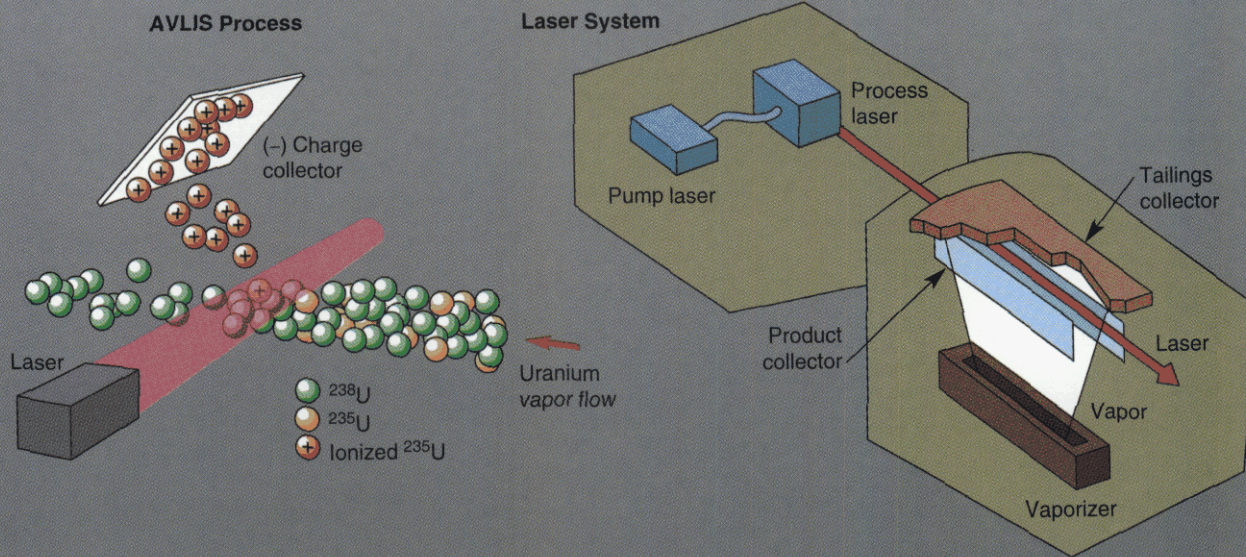 AVLIS Process
(–) Charge
collector
Laser
Uranium
vapor flow
²³⁸U
²³⁵U
+ Ionized ²³⁵U
Laser System
Process
laser
Pump laser
Tailings
collector
Product
collector
Laser
Vapor
Vaporizer